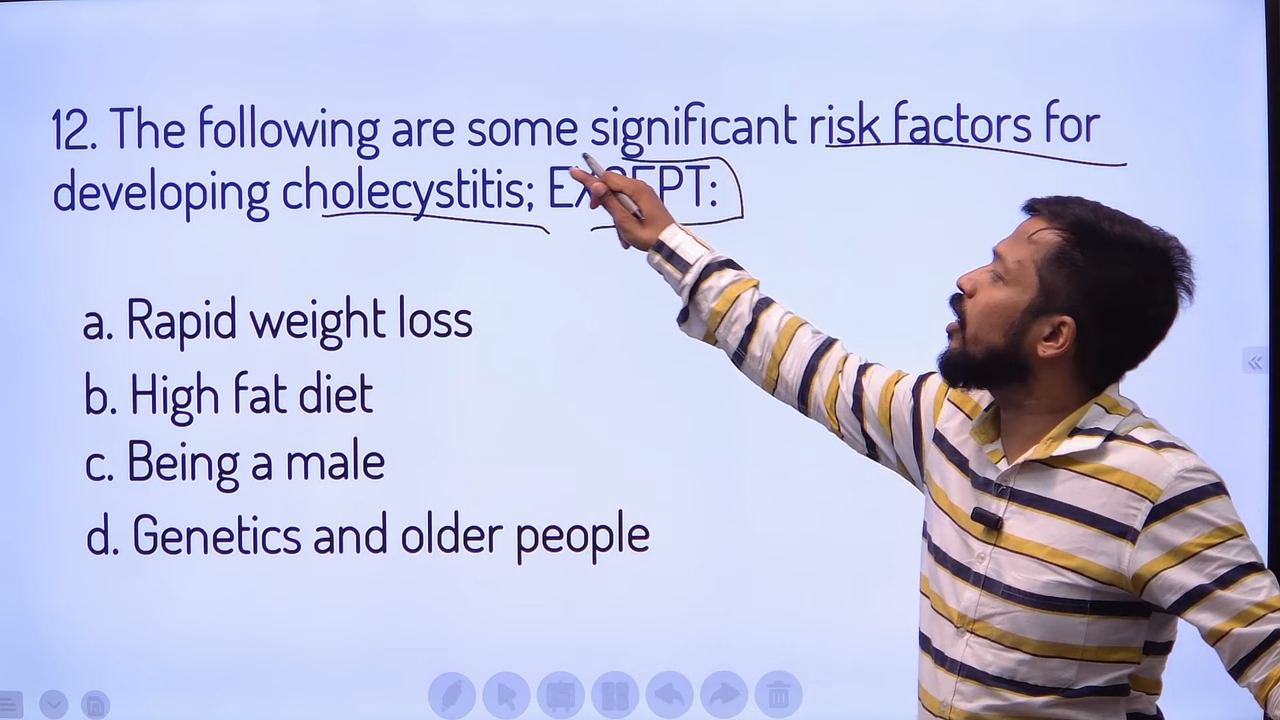 12. The following are some significant risk factors for
developing cholecystitis; EXCEPT:
a. Rapid weight loss
b. High fat diet
c. Being a male
d. Genetics and older people